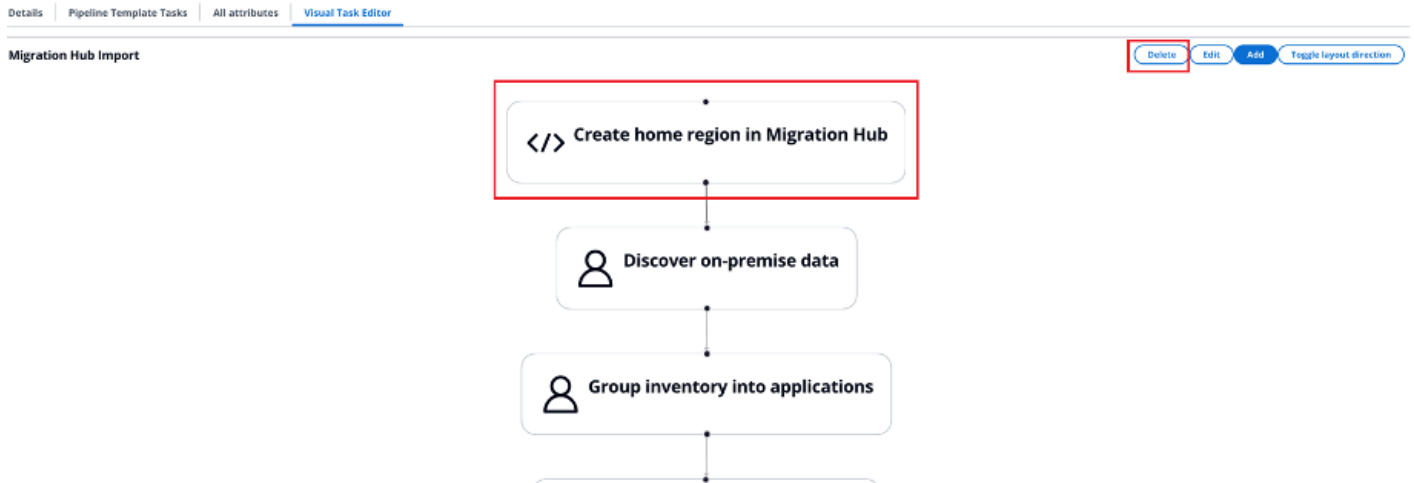 Details Pipeline Template Tasks All attributes Visual Task Editor
Migration Hub Import Delete Edit Add Toggle layout direction
</> Create home region in Migration Hub
Discover on-premise data
Group inventory into applications